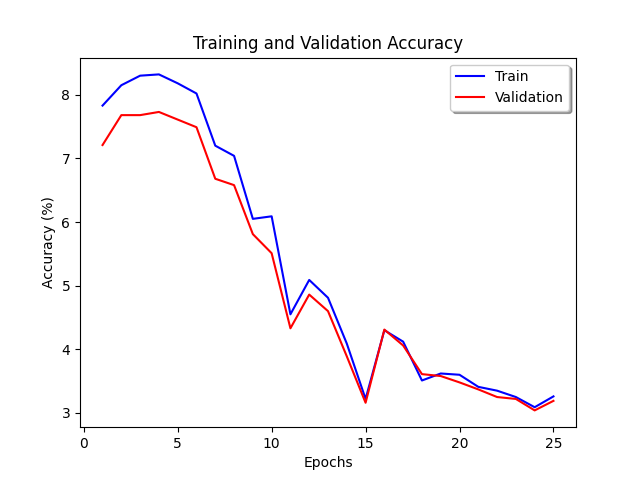 Training and Validation Accuracy
Train
Validation
Accuracy (%)
8
7
6
5
4
3
0 5 10 15 20 25
Epochs